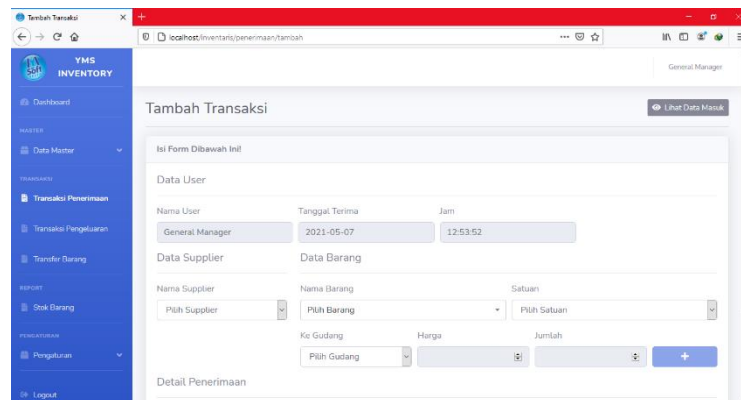 Tambah Transaksi
localhost/inventaris/penerimaan/tambah
YMS
INVENTORY
General Manager
Dashboard
Tambah Transaksi
Lihat Data Masuk
MASTER
Data Master
Isi Form Dibawah Ini!
Data User
TRANSAKSI
Transaksi Penerimaan
Nama User
Tanggal Terima
Jam
General Manager
2021-05-07
12:53:52
Transaksi Pengeluaran
Transfer Barang
Data Supplier
Data Barang
REPORT
Stok Barang
Nama Supplier
Nama Barang
Satuan
Pilih Supplier
Pilih Barang
Pilih Satuan
PENGATURAN
Pengaturan
Ke Gudang
Harga
Jumlah
Pilih Gudang
+
Detail Penerimaan
Logout